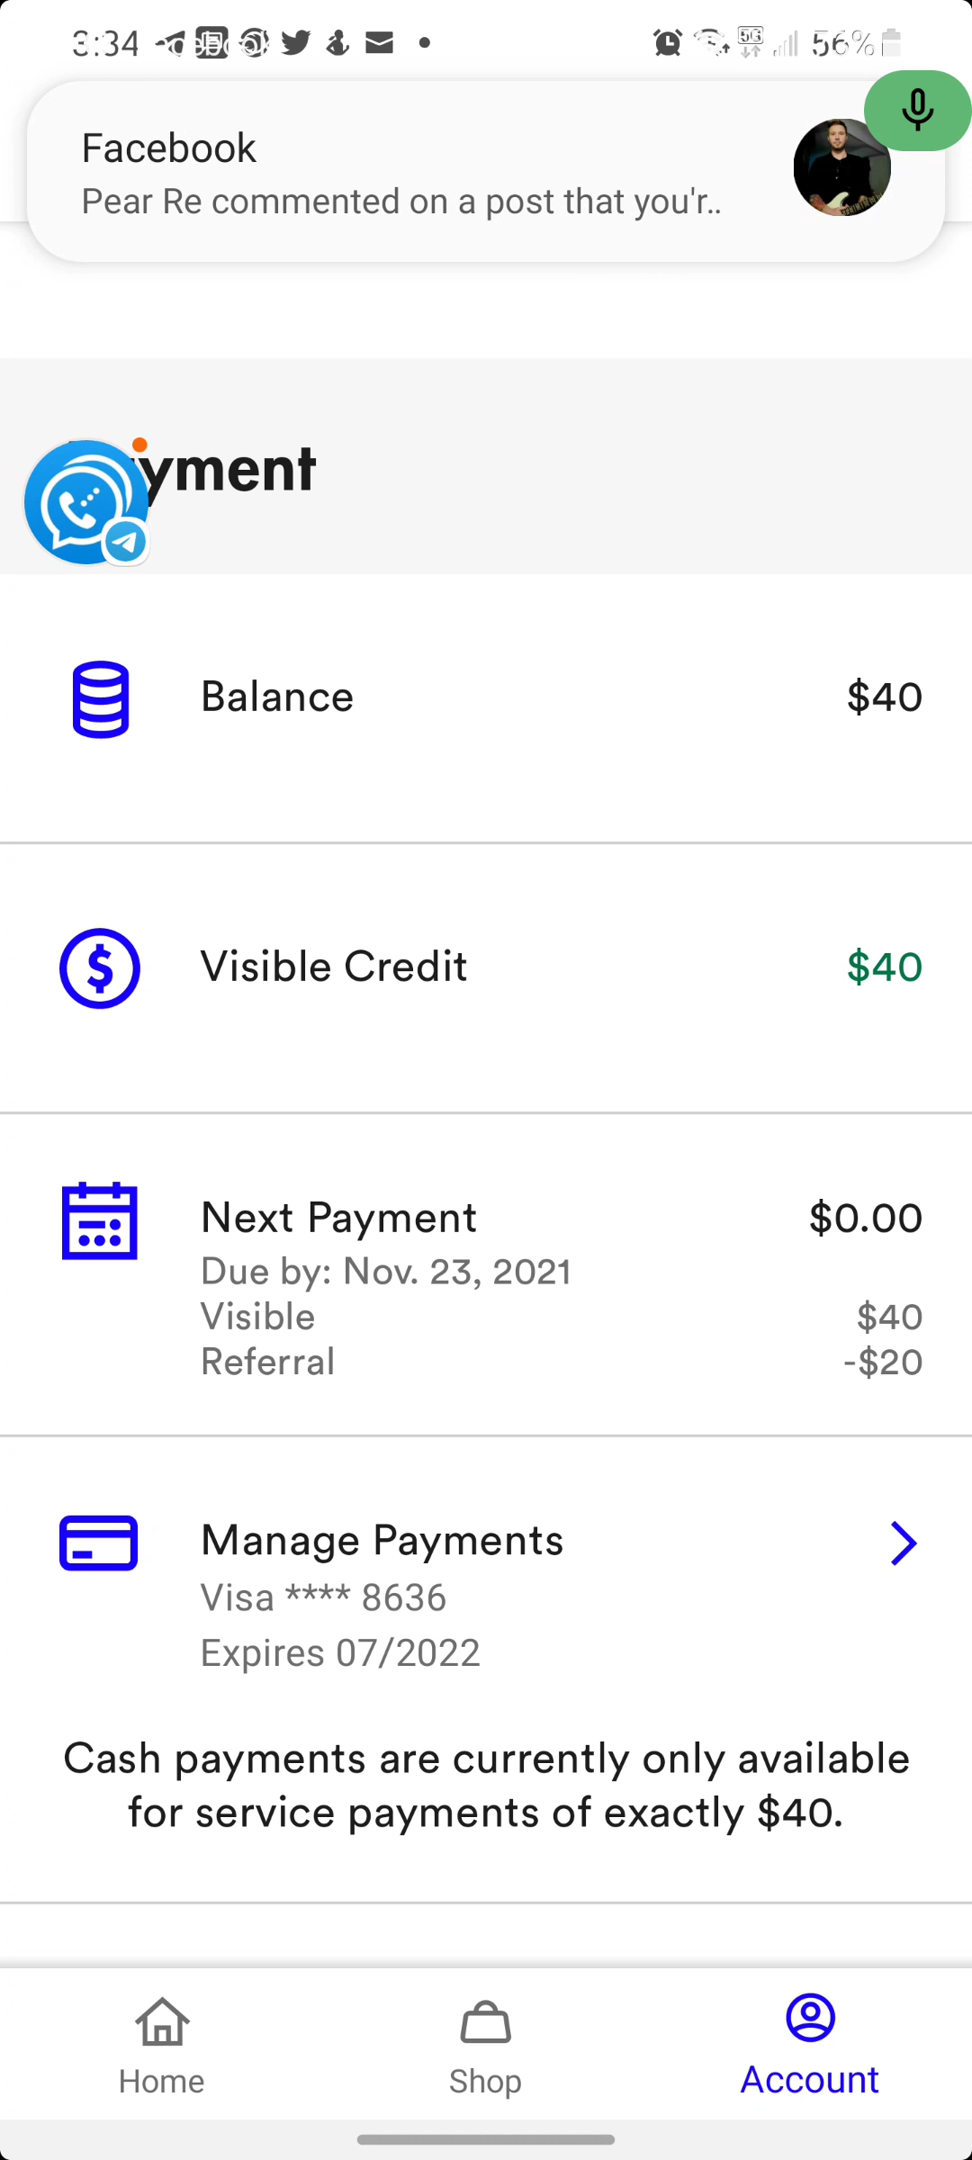 3:34
56%
Facebook
Pear Re commented on a post that you'r..
yment
Balance
$40
Visible Credit
$40
Next Payment
$0.00
Due by: Nov. 23, 2021
Visible
$40
Referral
-$20
Manage Payments
Visa **** 8636
Expires 07/2022
Cash payments are currently only available
for service payments of exactly $40.
Home
Shop
Account